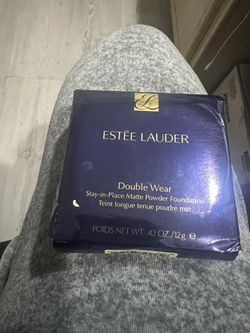 ESTĒE LAUDER
Double Wear
Stay-in-Place Matte Powder Foundation
Teint longue tenue poudre mat
POIDS NET WT. .42 OZ./12g ℮